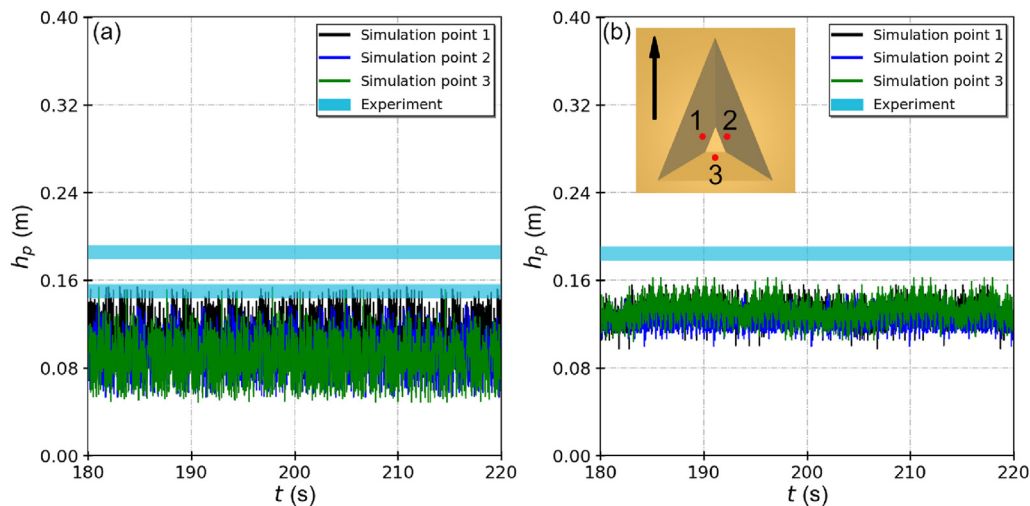 (a)
Simulation point 1
Simulation point 2
Simulation point 3
Experiment
0.40
0.32
0.24
0.16
0.08
0.00
h_p (m)
180
190
200
210
220
t (s)
(b)
1
2
3
Simulation point 1
Simulation point 2
Simulation point 3
Experiment
0.40
0.32
0.24
0.16
0.08
0.00
h_p (m)
180
190
200
210
220
t (s)